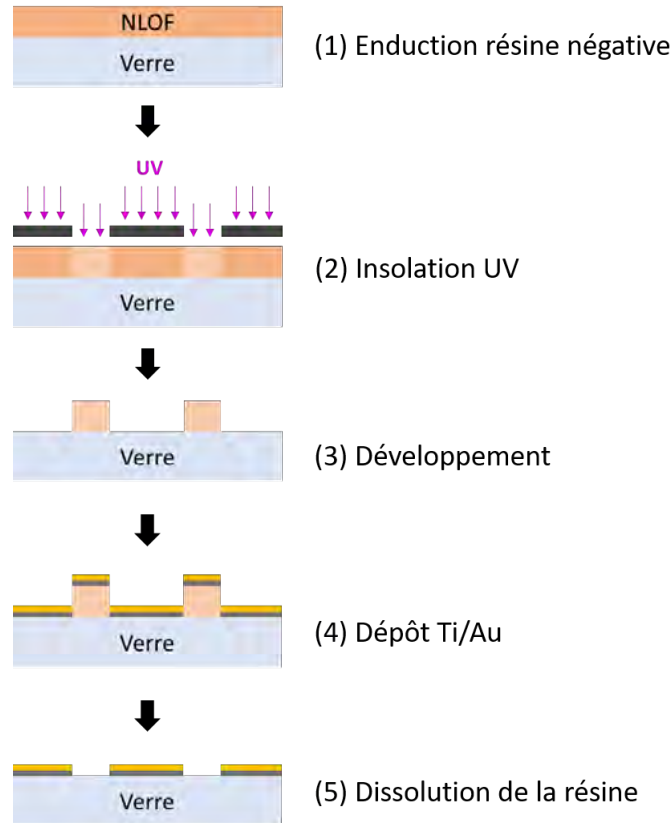 NLOF
Verre
(1) Enduction résine négative
UV
Verre
(2) Insolation UV
Verre
(3) Développement
Verre
(4) Dépôt Ti/Au
Verre
(5) Dissolution de la résine